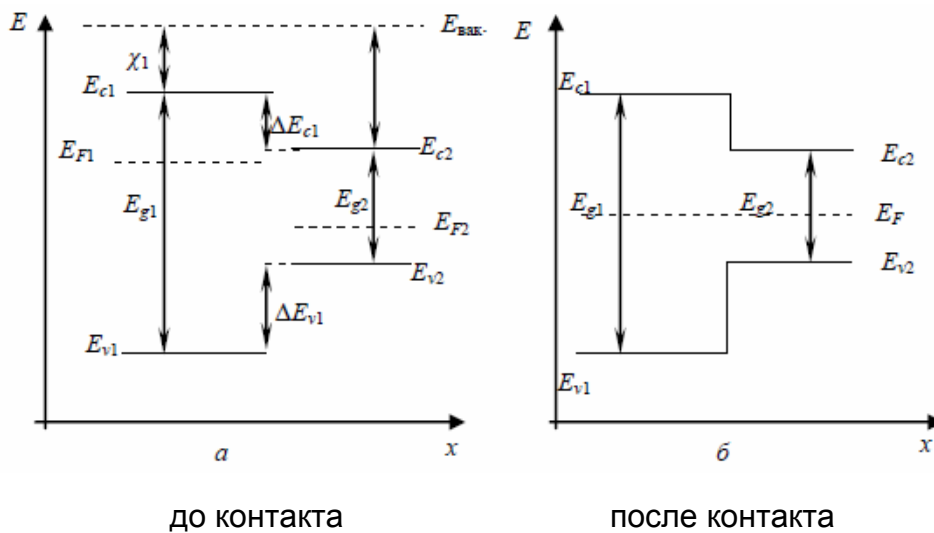 E
Eвак.
χ1
Ec1
ΔEc1
Ec2
EF1
Eg1
Eg2
EF2
Ev2
ΔEv1
Ev1
x
а
E
Ec1
Ec2
Eg1
Eg2
EF
Ev2
Ev1
x
б
до контакта
после контакта